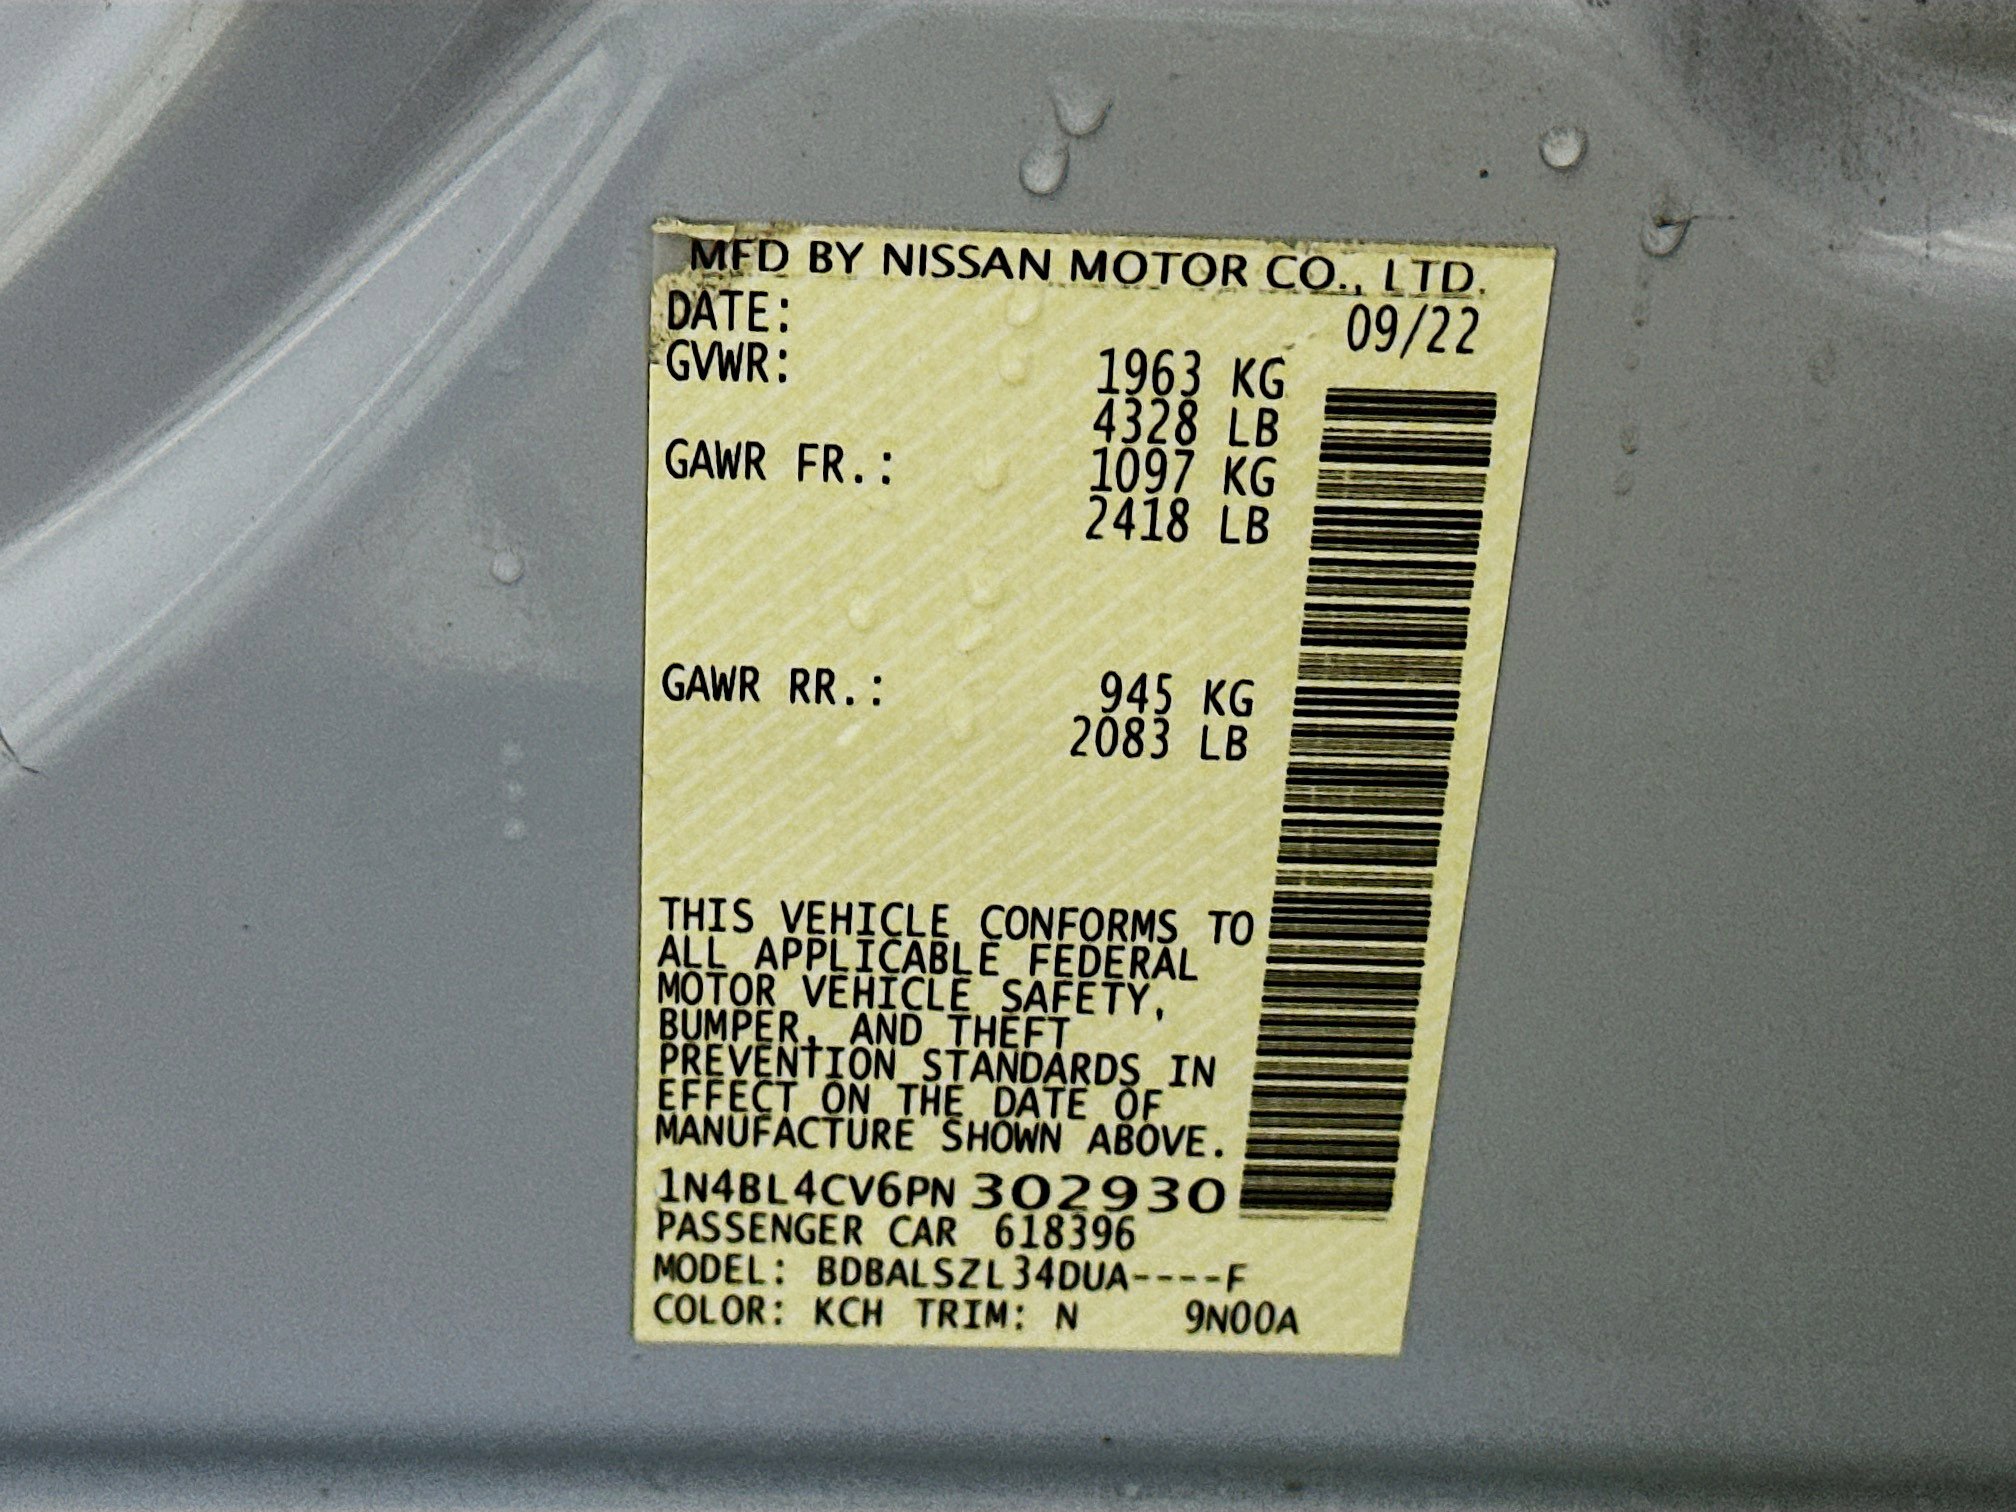 MFD BY NISSAN MOTOR CO., LTD.
DATE: 09/22
GVWR: 1963 KG
4328 LB
GAWR FR.: 1097 KG
2418 LB
GAWR RR.: 945 KG
2083 LB
THIS VEHICLE CONFORMS TO
ALL APPLICABLE FEDERAL
MOTOR VEHICLE SAFETY,
BUMPER, AND THEFT
PREVENTION STANDARDS IN
EFFECT ON THE DATE OF
MANUFACTURE SHOWN ABOVE.
1N4BL4CV6PN302930
PASSENGER CAR 618396
MODEL: BDBALSZL34DUA----F
COLOR: KCH TRIM: N 9N00A